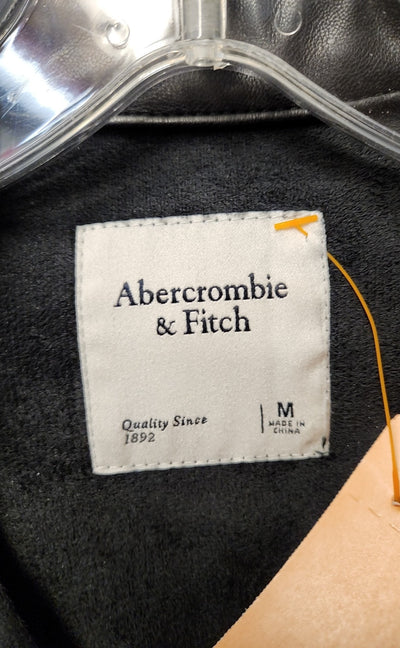 Abercrombie
& Fitch
Quality Since
1892
M
MADE IN
CHINA